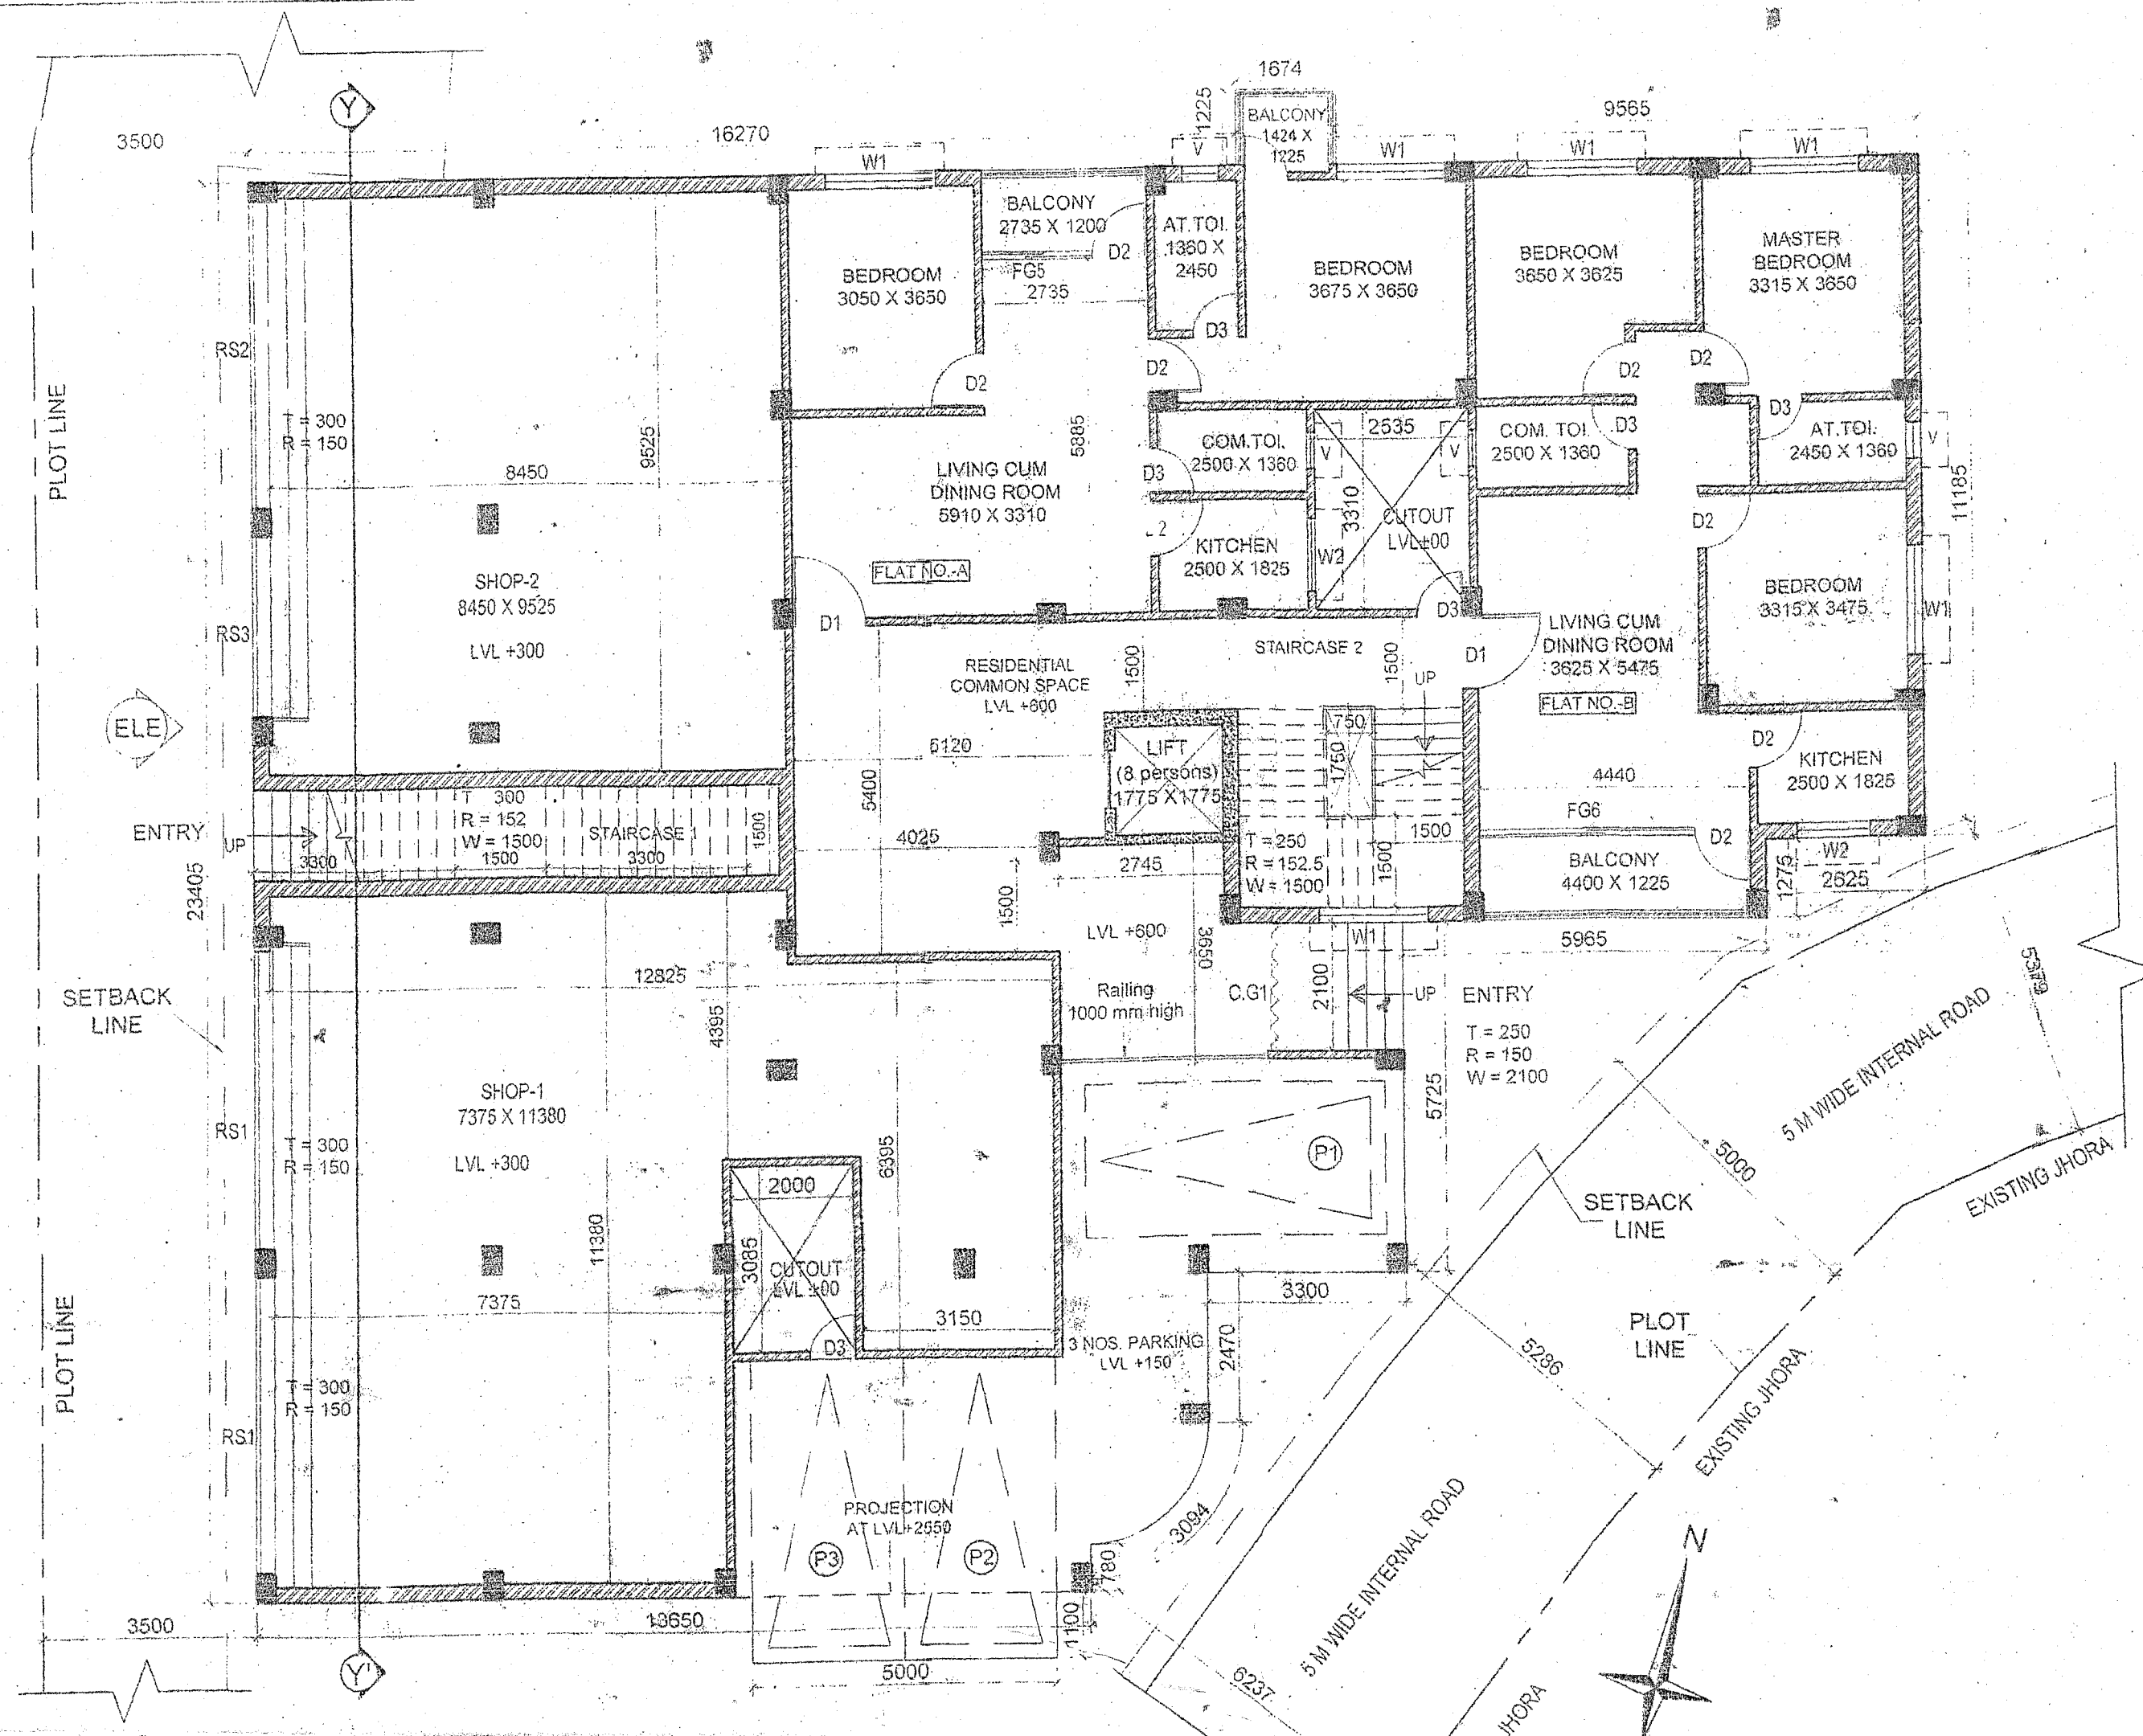 1674
1225
BALCONY
1424 X
1225
9565
Y
3500
16270
W1
V
W1
W1
W1
BALCONY
2735 X 1200
D2
FG5
2735
AT.TOI.
1360 X
2450
D3
BEDROOM
3050 X 3650
D2
BEDROOM
3675 X 3650
D2
BEDROOM
3650 X 3625
D2
MASTER
BEDROOM
3315 X 3650
D2
D3
RS2
PLOT LINE
T = 300
R = 150
8450
9525
5885
LIVING CUM
DINING ROOM
5910 X 3310
FLAT NO.-A
COM.TOI.
2500 X 1360
D3
2535
V
V
3310
CUTOUT
LVL±00
COM. TOI.
2500 X 1360
D3
AT.TOI.
2450 X 1360
V
11185
KITCHEN
2500 X 1825
W2
D2
BEDROOM
3315 X 3475
W1
SHOP-2
8450 X 9525
LVL +300
RS3
D1
D3
LIVING CUM
DINING ROOM
3625 X 5475
FLAT NO.-B
D1
RESIDENTIAL
COMMON SPACE
LVL +600
1500
STAIRCASE 2
1500
UP
ELE
6120
5400
LIFT
(8 persons)
1775 X1775
750
1750
D2
KITCHEN
2500 X 1825
4440
FG6
ENTRY
UP
3300
T 300
R = 152
W = 1500
1500
STAIRCASE 1
3300
1500
4025
2745
T = 250
R = 152.5
W = 1500
1500
1500
BALCONY
4400 X 1225
D2
1275
W2
2625
23405
1500
LVL +600
3650
W1
5965
SETBACK
LINE
12825
4395
Railing
1000 mm high
C.G1
2100
UP
ENTRY
T = 250
R = 150
W = 2100
5379
5 M WIDE INTERNAL ROAD
SHOP-1
7375 X 11380
LVL +300
RS1
T = 300
R = 150
5725
P1
5000
EXISTING JHORA
SETBACK
LINE
6395
2000
3085
CUTOUT
LVL ±00
D3
11380
7375
3150
3300
3 NOS. PARKING
LVL +150
2470
PLOT
LINE
5286
EXISTING JHORA
PLOT LINE
T = 300
R = 150
RS1
PROJECTION
AT LVL+2550
P3
P2
3094
780
5 M WIDE INTERNAL ROAD
N
3500
13650
1100
Y'
5000
6237
JHORA